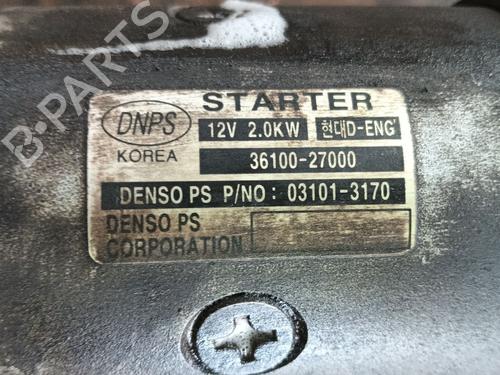 B-PARTS
DNPS
KOREA
STARTER
12V 2.0KW 현대D-ENG'
36100-27000
DENSO PS P/NO : 03101-3170
DENSO PS
CORPORATION